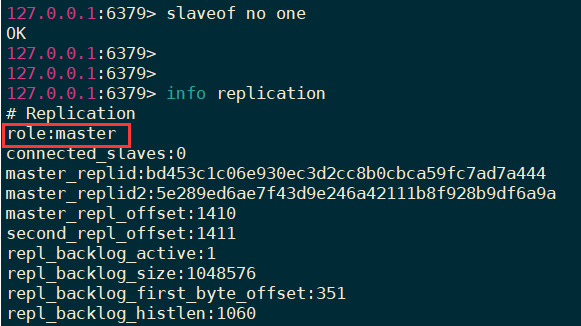 127.0.0.1:6379> slaveof no one
OK
127.0.0.1:6379>
127.0.0.1:6379>
127.0.0.1:6379> info replication
# Replication
role:master
connected_slaves:0
master_replid:bd453c1c06e930ec3d2cc8b0cbca59fc7ad7a444
master_replid2:5e289ed6ae7f43d9e246a42111b8f928b9df6a9a
master_repl_offset:1410
second_repl_offset:1411
repl_backlog_active:1
repl_backlog_size:1048576
repl_backlog_first_byte_offset:351
repl_backlog_histlen:1060